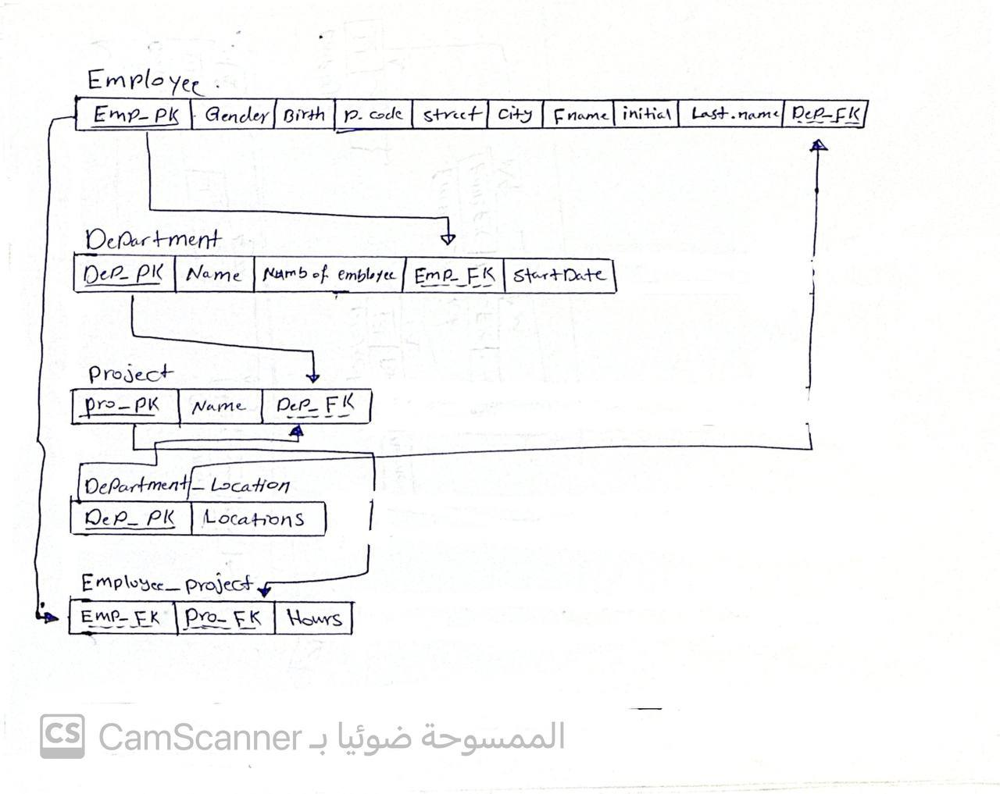 Employee.
Emp_PK Gender Birth P.code street City Fname initial Last.name Dep_FK
Department
Dep_PK Name Numb of embloyee Emp_FK StartDate
Project
pro_PK Name Dep_FK
Department_Location
Dep_PK Locations
Employee_project
Emp_FK Pro_FK Hours
CS CamScanner الممسوحة ضوئيا بـ